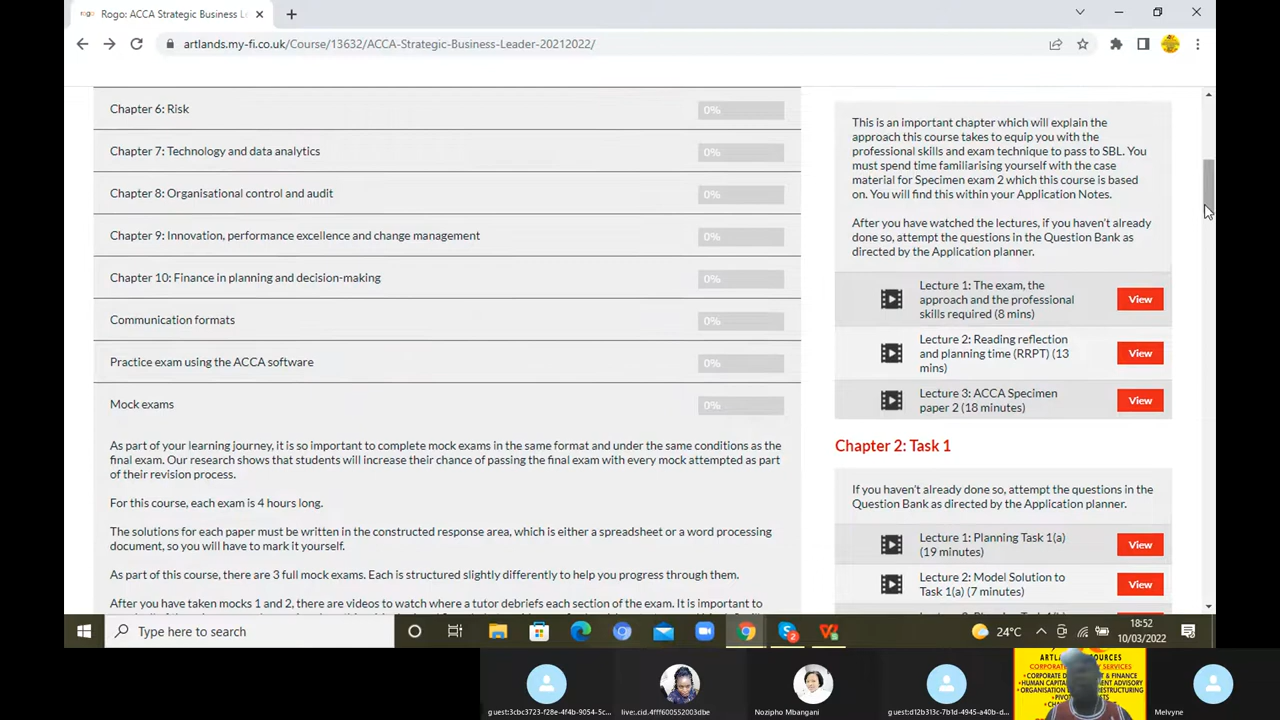 rogo Rogo: ACCA Strategic Business Le
artlands.my-fi.co.uk/Course/13632/ACCA-Strategic-Business-Leader-20212022/
Chapter 6: Risk
0%
Chapter 7: Technology and data analytics
0%
Chapter 8: Organisational control and audit
0%
Chapter 9: Innovation, performance excellence and change management
0%
Chapter 10: Finance in planning and decision-making
0%
Communication formats
0%
Practice exam using the ACCA software
0%
Mock exams
0%
As part of your learning journey, it is so important to complete mock exams in the same format and under the same conditions as the
final exam. Our research shows that students will increase their chance of passing the final exam with every mock attempted as part
of their revision process.
For this course, each exam is 4 hours long.
The solutions for each paper must be written in the constructed response area, which is either a spreadsheet or a word processing
document, so you will have to mark it yourself.
As part of this course, there are 3 full mock exams. Each is structured slightly differently to help you progress through them.
After you have taken mocks 1 and 2, there are videos to watch where a tutor debriefs each section of the exam. It is important to
This is an important chapter which will explain the
approach this course takes to equip you with the
professional skills and exam technique to pass to SBL. You
must spend time familiarising yourself with the case
material for Specimen exam 2 which this course is based
on. You will find this within your Application Notes.
After you have watched the lectures, if you haven't already
done so, attempt the questions in the Question Bank as
directed by the Application planner.
Lecture 1: The exam, the
approach and the professional
skills required (8 mins)
View
Lecture 2: Reading reflection
and planning time (RRPT) (13
mins)
View
Lecture 3: ACCA Specimen
paper 2 (18 minutes)
View
Chapter 2: Task 1
If you haven't already done so, attempt the questions in the
Question Bank as directed by the Application planner.
Lecture 1: Planning Task 1(a)
(19 minutes)
View
Lecture 2: Model Solution to
Task 1(a) (7 minutes)
View
Type here to search
24°C
18:52
10/03/2022
guest:3cbc3723-f28e-4f4b-9054-5c...
live:.cid.4fff600552003dbe
Nozipho Mbangani
guest:d12b313c-7b1d-4945-a40b-d...
Melvyne